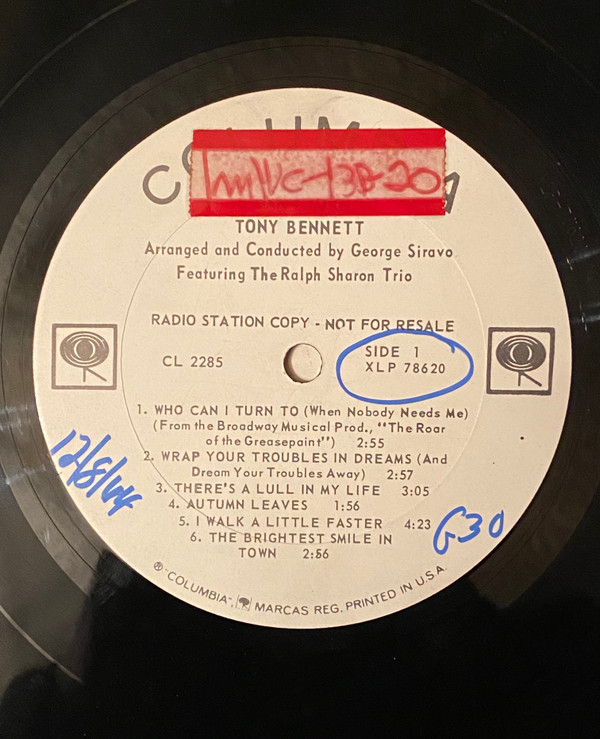 TONY BENNETT
Arranged and Conducted by George Siravo
Featuring The Ralph Sharon Trio
RADIO STATION COPY - NOT FOR RESALE
CL 2285
SIDE 1
XLP 78620
1. WHO CAN I TURN TO (When Nobody Needs Me)
(From the Broadway Musical Prod., "The Roar
of the Greasepaint") 2:55
2. WRAP YOUR TROUBLES IN DREAMS (And
Dream Your Troubles Away) 2:57
3. THERE'S A LULL IN MY LIFE 3:05
4. AUTUMN LEAVES 1:56
5. I WALK A LITTLE FASTER 4:23
6. THE BRIGHTEST SMILE IN
TOWN 2:56
12/8/64
G30
®-"COLUMBIA", MARCAS REG. PRINTED IN U.S.A.